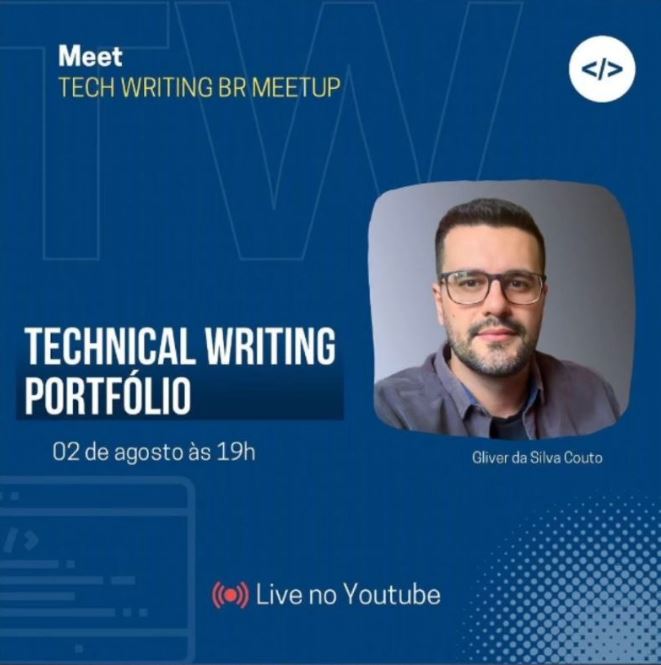 Meet
TECH WRITING BR MEETUP
</>
TECHNICAL WRITING
PORTFÓLIO
02 de agosto às 19h
Gliver da Silva Couto
Live no Youtube